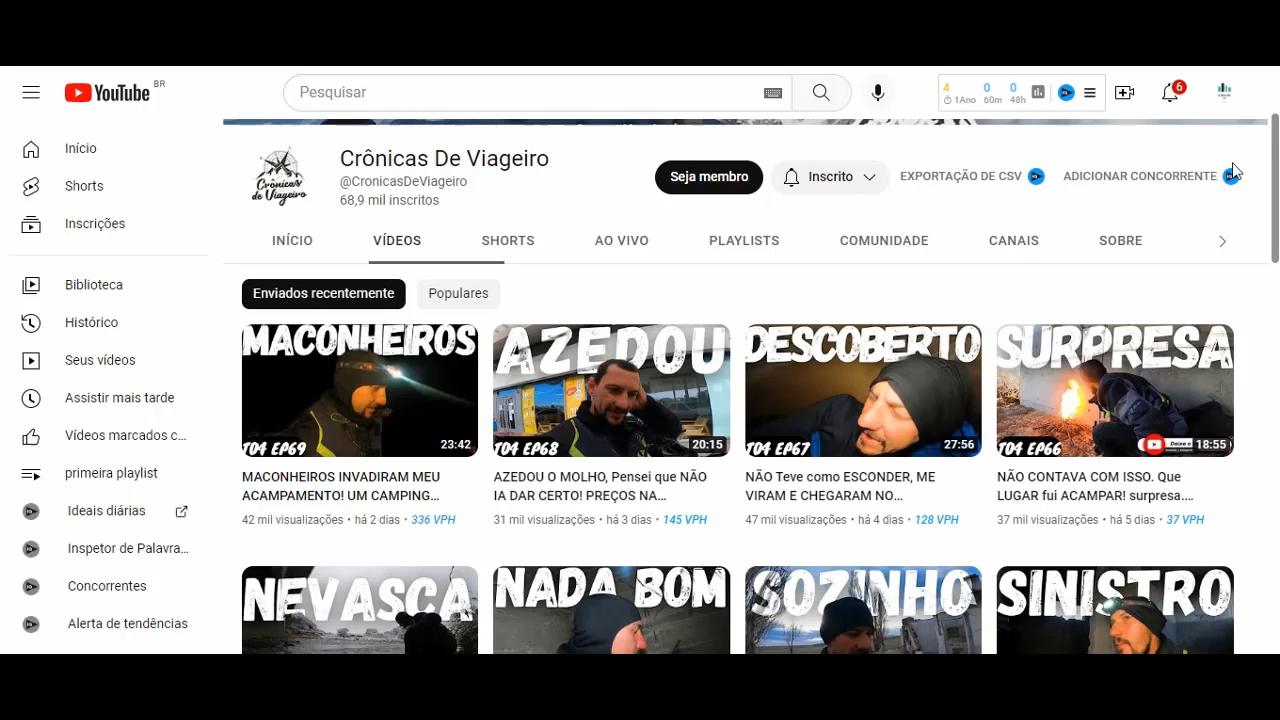 YouTube BR
Pesquisar
4 0 0
1Ano 60m 48h
6
Início
Shorts
Inscrições
Biblioteca
Histórico
Seus vídeos
Assistir mais tarde
Vídeos marcados c...
primeira playlist
Ideais diárias
Inspetor de Palavra...
Concorrentes
Alerta de tendências
Crônicas de Viageiro
Crônicas De Viageiro
@CronicasDeViageiro
68,9 mil inscritos
Seja membro
Inscrito
EXPORTAÇÃO DE CSV
ADICIONAR CONCORRENTE
INÍCIO VÍDEOS SHORTS AO VIVO PLAYLISTS COMUNIDADE CANAIS SOBRE
Enviados recentemente Populares
MACONHEIROS
T04 EP69
23:42
MACONHEIROS INVADIRAM MEU
ACAMPAMENTO! UM CAMPING...
42 mil visualizações • há 2 dias • 336 VPH
AZEDOU
T04 EP68
20:15
AZEDOU O MOLHO, Pensei que NÃO
IA DAR CERTO! PREÇOS NA...
31 mil visualizações • há 3 dias • 145 VPH
DESCOBERTO
T04 EP67
27:56
NÃO Teve como ESCONDER, ME
VIRAM E CHEGARAM NO...
47 mil visualizações • há 4 dias • 128 VPH
SURPRESA
T04 EP66
Deixe o
18:55
NÃO CONTAVA COM ISSO. Que
LUGAR fui ACAMPAR! surpresa....
37 mil visualizações • há 5 dias • 37 VPH
NEVASCA
NADA BOM
SOZINHO
SINISTRO